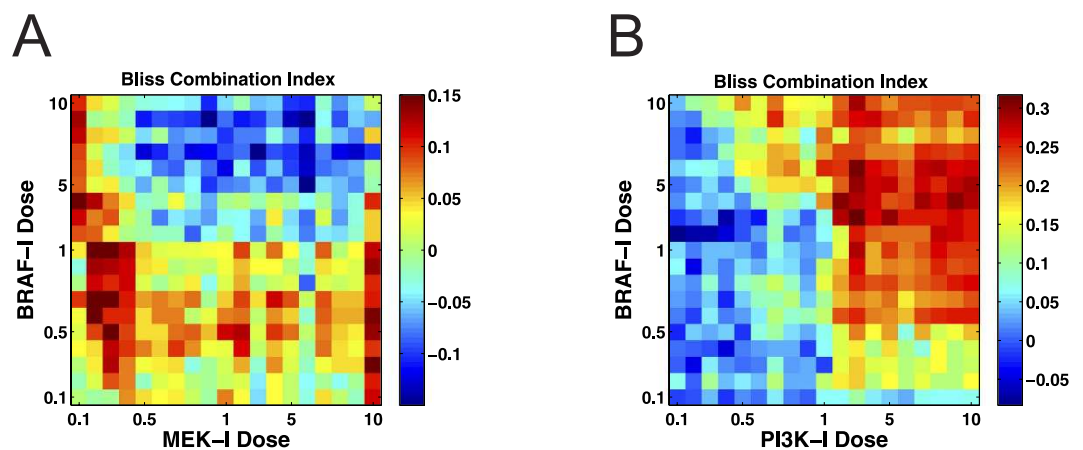 A
Bliss Combination Index
BRAF–I Dose
10
5
1
0.5
0.1
0.1 0.5 1 5 10
MEK–I Dose
0.15
0.1
0.05
0
−0.05
−0.1
B
Bliss Combination Index
BRAF–I Dose
10
5
1
0.5
0.1
0.1 0.5 1 5 10
PI3K–I Dose
0.3
0.25
0.2
0.15
0.1
0.05
0
−0.05